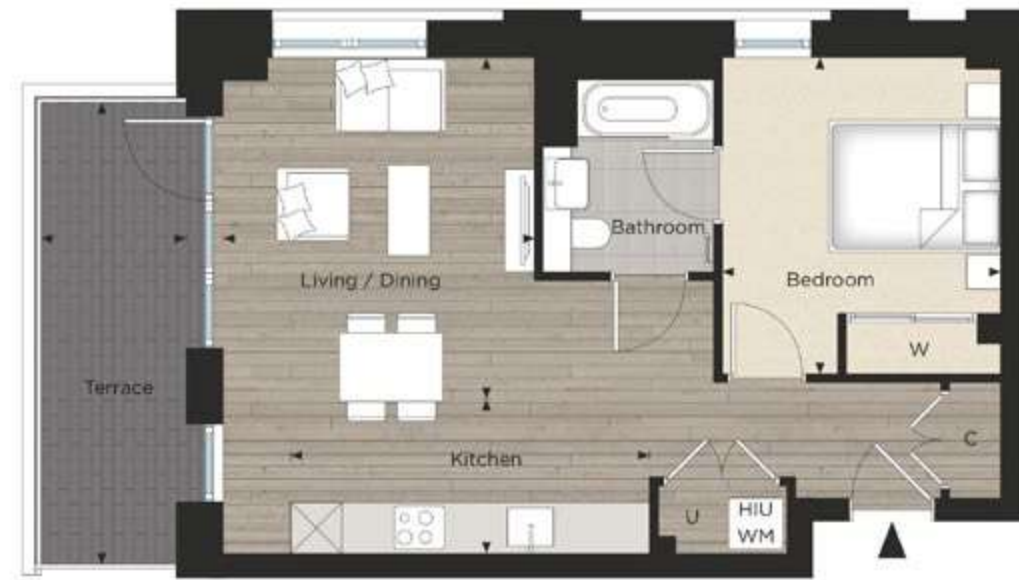 Bathroom
Living / Dining
Bedroom
W
Terrace
Kitchen
C
U
HIU
WM